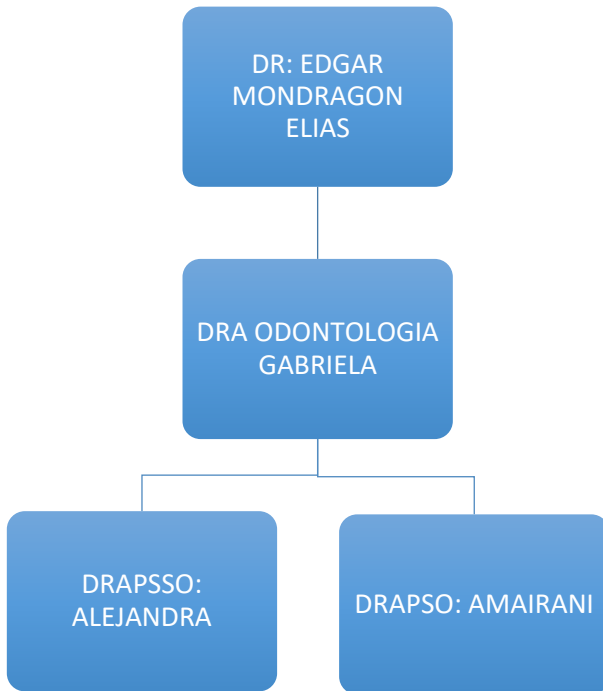 DR: EDGAR
MONDRAGON
ELIAS
DRA ODONTOLOGIA
GABRIELA
DRAPSSO:
ALEJANDRA
DRAPSO: AMAIRANI